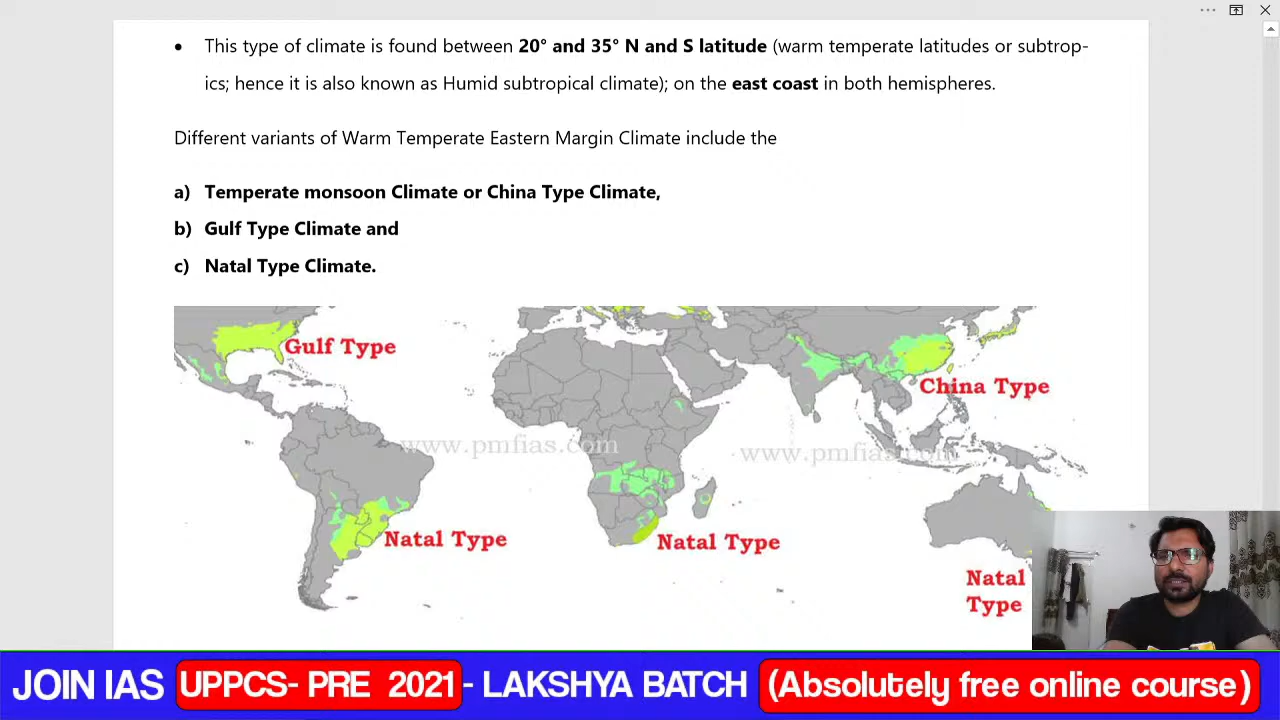 • This type of climate is found between 20° and 35° N and S latitude (warm temperate latitudes or subtrop-
ics; hence it is also known as Humid subtropical climate); on the east coast in both hemispheres.
Different variants of Warm Temperate Eastern Margin Climate include the
a) Temperate monsoon Climate or China Type Climate,
b) Gulf Type Climate and
c) Natal Type Climate.
Gulf Type
China Type
www.pmfias.com
www.pmfias.com
Natal Type
Natal Type
Natal
Type
JOIN IAS UPPCS- PRE 2021 - LAKSHYA BATCH (Absolutely free online course)